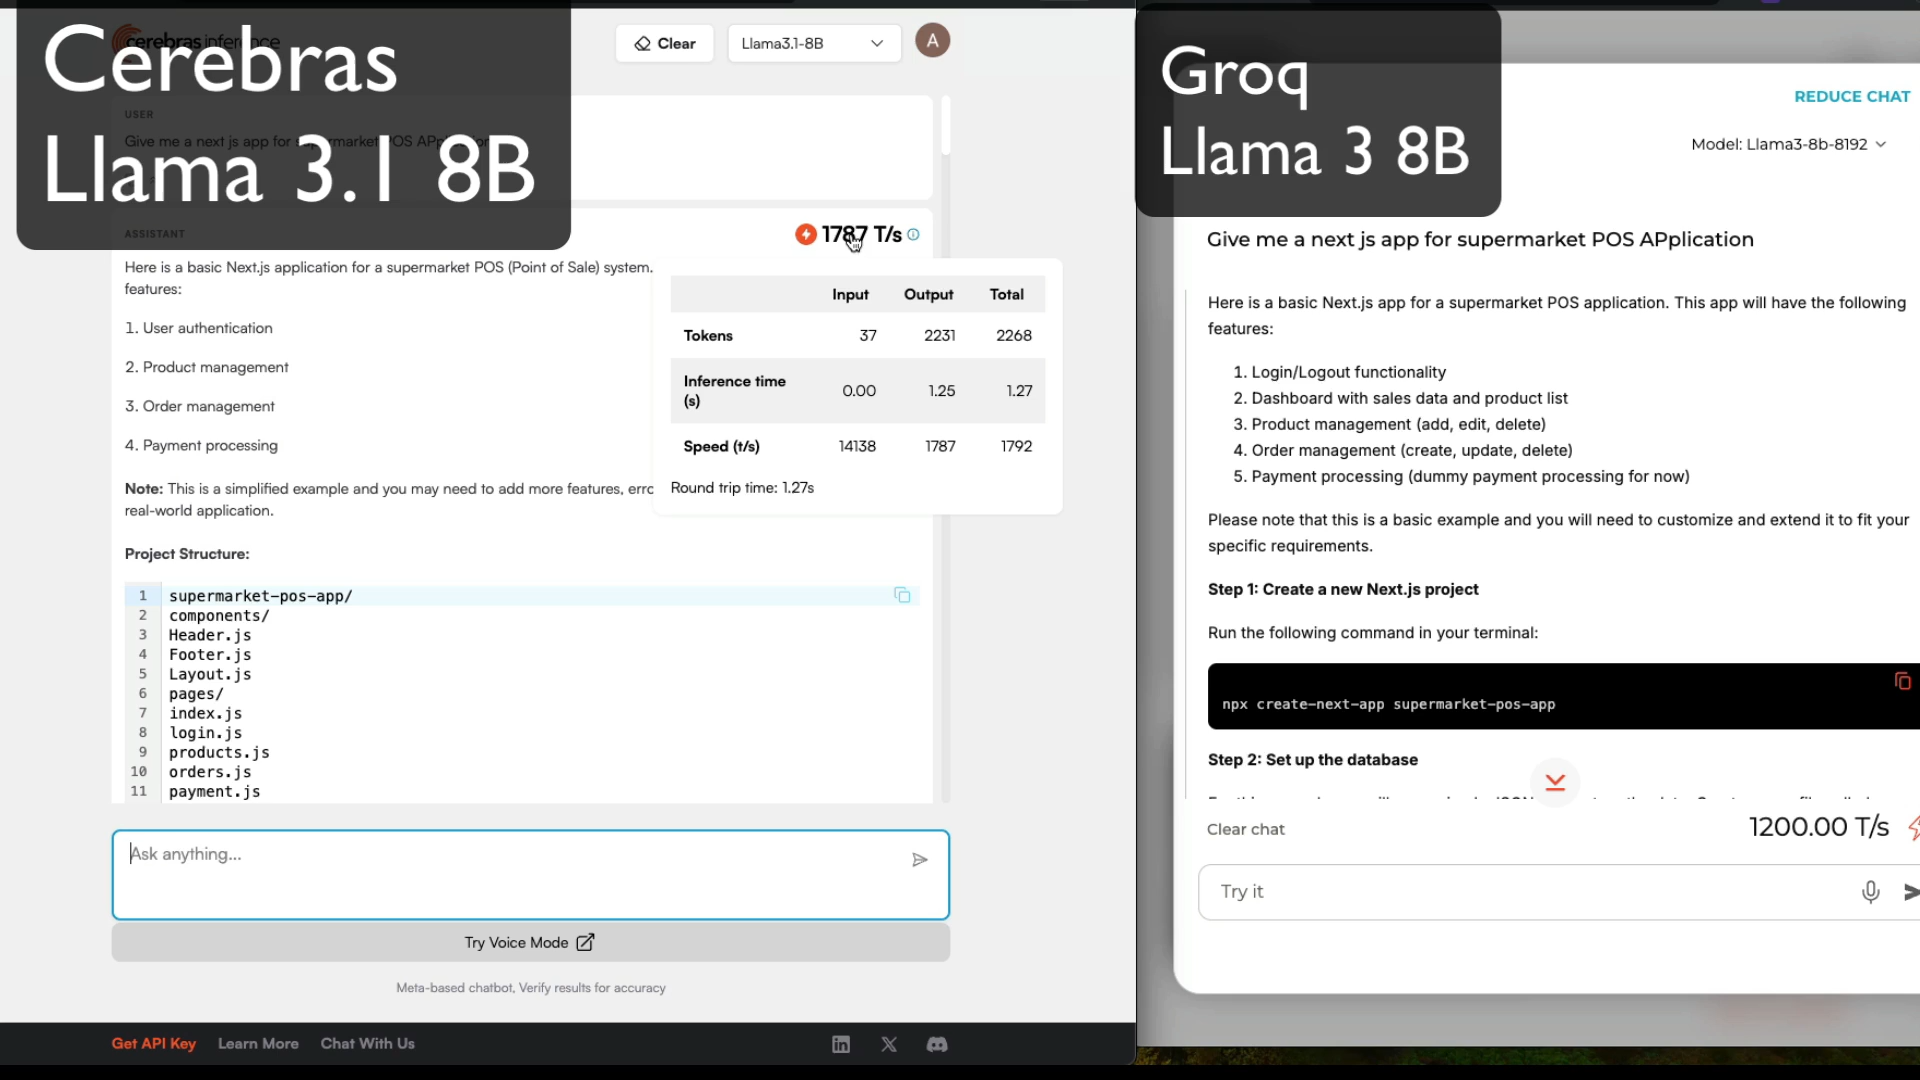 Cerebras
Llama 3.1 8B
cerebras inference
Clear
Llama3.1-8B
A
USER
Give me a next js app for supermarket POS APplication
ASSISTANT
1787 T/s
Here is a basic Next.js application for a supermarket POS (Point of Sale) system.
features:
1. User authentication
2. Product management
3. Order management
4. Payment processing
Note: This is a simplified example and you may need to add more features, erro
real-world application.
Project Structure:
1 supermarket-pos-app/
2 components/
3 Header.js
4 Footer.js
5 Layout.js
6 pages/
7 index.js
8 login.js
9 products.js
10 orders.js
11 payment.js
Input Output Total
Tokens 37 2231 2268
Inference time
(s) 0.00 1.25 1.27
Speed (t/s) 14138 1787 1792
Round trip time: 1.27s
Ask anything...
Try Voice Mode
Meta-based chatbot, Verify results for accuracy
Get API Key Learn More Chat With Us
Groq
Llama 3 8B
REDUCE CHAT
Model: Llama3-8b-8192
Give me a next js app for supermarket POS APplication
Here is a basic Next.js app for a supermarket POS application. This app will have the following
features:
1. Login/Logout functionality
2. Dashboard with sales data and product list
3. Product management (add, edit, delete)
4. Order management (create, update, delete)
5. Payment processing (dummy payment processing for now)
Please note that this is a basic example and you will need to customize and extend it to fit your
specific requirements.
Step 1: Create a new Next.js project
Run the following command in your terminal:
npx create-next-app supermarket-pos-app
Step 2: Set up the database
Clear chat
1200.00 T/s
Try it